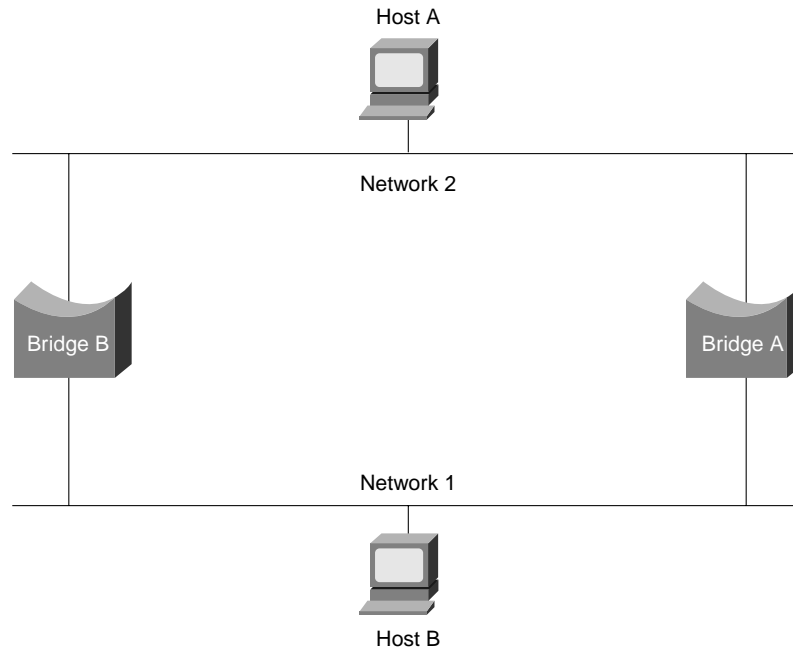 Host A
Network 2
Bridge B
Bridge A
Network 1
Host B